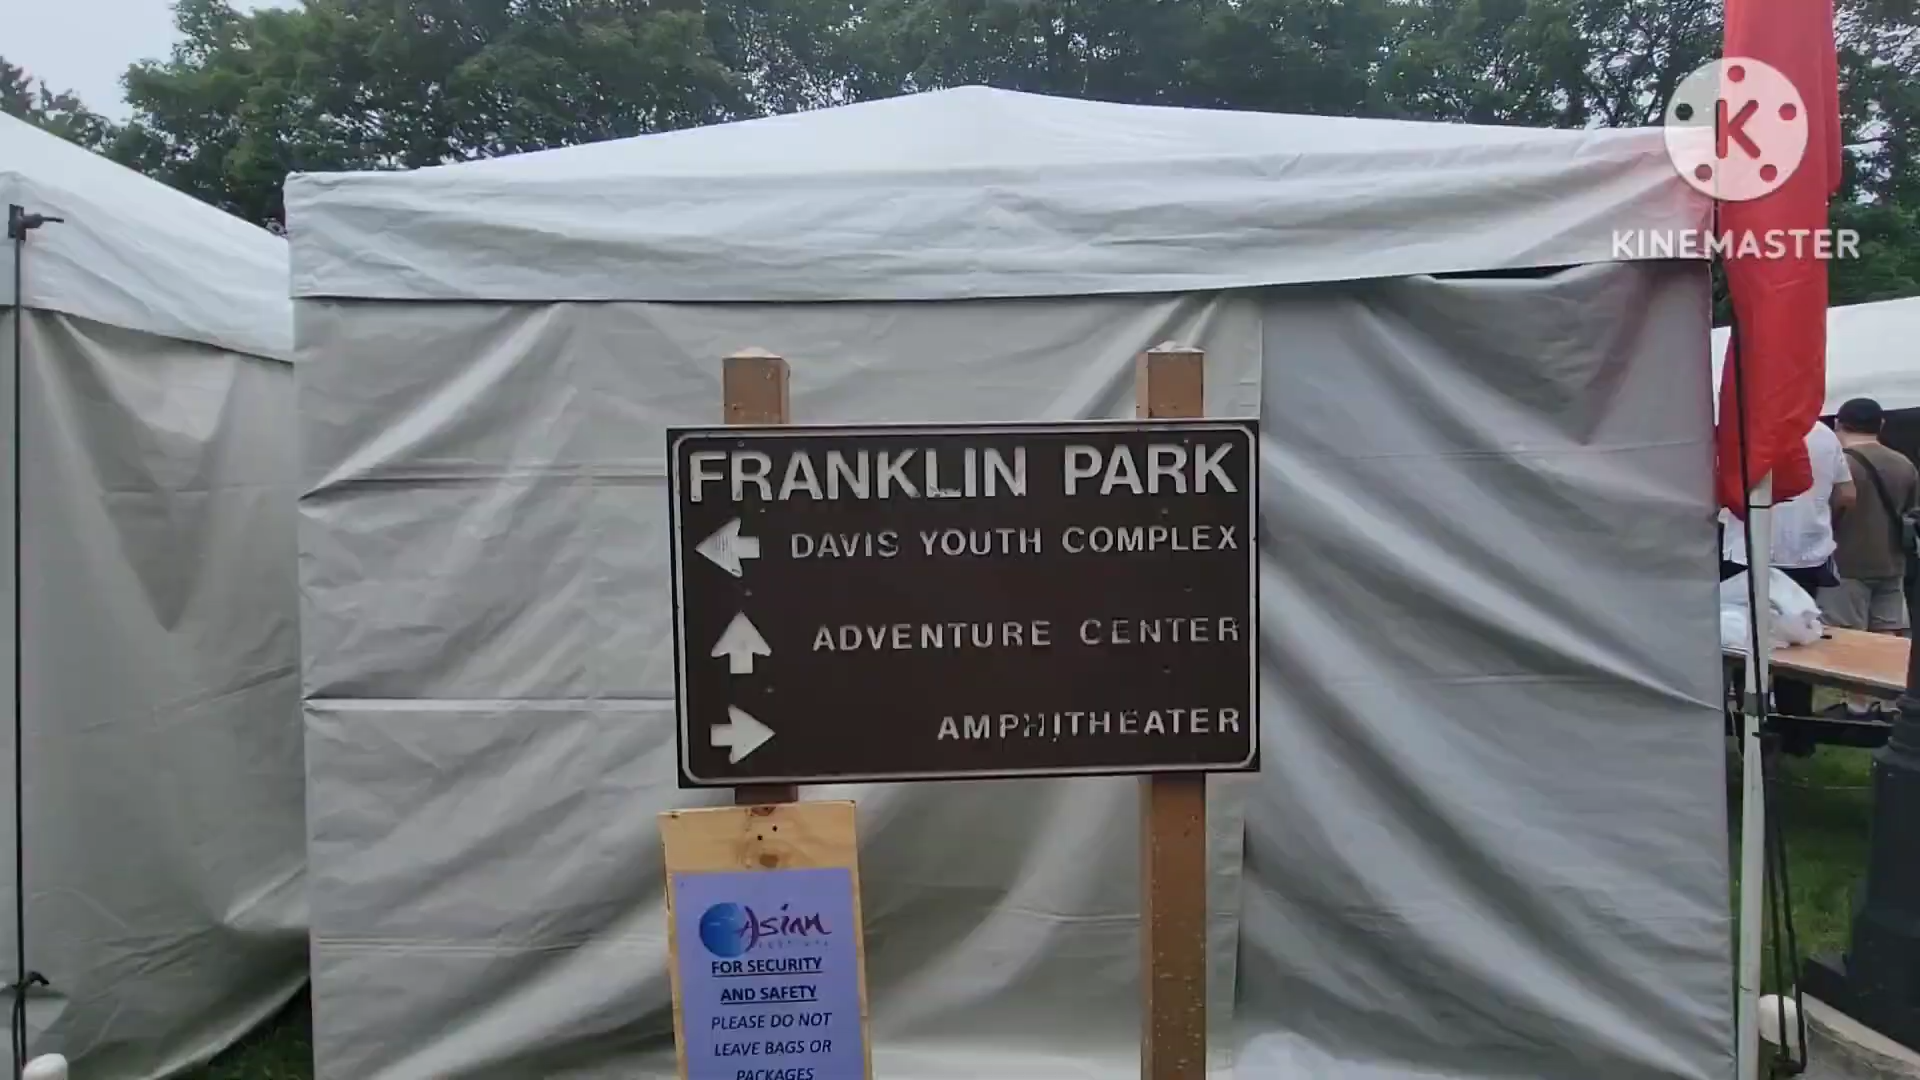 K
KINEMASTER
FRANKLIN PARK
DAVIS YOUTH COMPLEX
ADVENTURE CENTER
AMPHITHEATER
Asian
FOR SECURITY
AND SAFETY
PLEASE DO NOT
LEAVE BAGS OR
PACKAGES